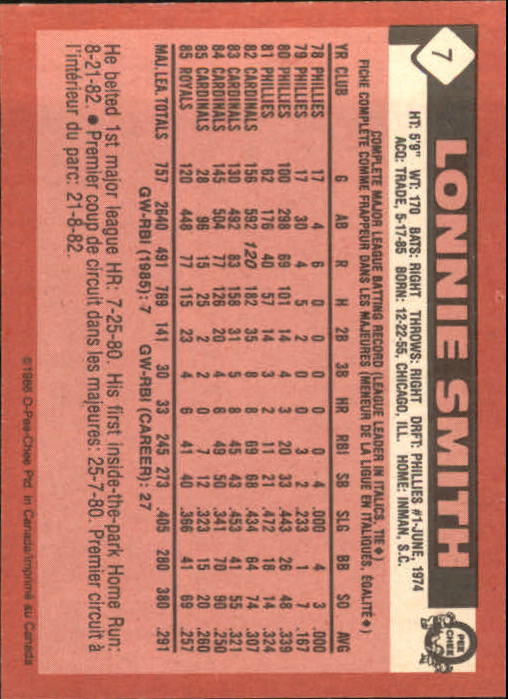 7
LONNIE SMITH
O
PEE
CHEE
HT: 5'9" WT: 170 BATS: RIGHT THROWS: RIGHT DRFT: PHILLIES #1-JUNE, 1974
ACQ: TRADE, 5-17-85 BORN: 12-22-55, CHICAGO, ILL. HOME: INMAN, S.C.
COMPLETE MAJOR LEAGUE BATTING RECORD (LEAGUE LEADER IN ITALICS, TIE ♦)
FICHE COMPLETE COMME FRAPPEUR DANS LES MAJEURES (MENEUR DE LA LIGUE EN ITALIQUES, EGALITÉ ♦)
YR CLUB G AB R H 2B 3B HR RBI SB SLG BB SO AVG
78 PHILLIES 17 4 6 0 0 0 0 0 4 .000 4 3 .000
79 PHILLIES 17 30 4 5 2 0 0 3 2 .233 1 7 .167
80 PHILLIES 100 298 69 101 14 4 3 20 33 .443 26 48 .339
81 PHILLIES 62 176 40 57 14 3 2 11 21 .472 18 14 .324
82 CARDINALS 156 592 120 182 35 8 8 69 68 .434 64 74 .307
83 CARDINALS 130 492 83 158 31 5 8 45 43 .453 41 55 .321
84 CARDINALS 145 504 77 126 20 4 6 49 50 .341 70 90 .250
85 CARDINALS 28 96 15 25 2 2 0 7 12 .323 15 20 .260
85 ROYALS 120 448 77 115 23 4 6 41 40 .366 41 69 .257
MAJ. LEA. TOTALS 757 2640 491 769 141 30 33 245 273 .405 280 380 .291
GW-RBI (1985): 7 GW-RBI (CAREER): 27
He belted 1st major league HR: 7-25-80. His first inside-the-park Home Run:
8-21-82. ● Premier coup de circuit dans les majeures: 25-7-80. Premier circuit à
l'intérieur du parc: 21-8-82.
©1986 O-Pee-Chee Ptd. in Canada/Imprimé au Canada